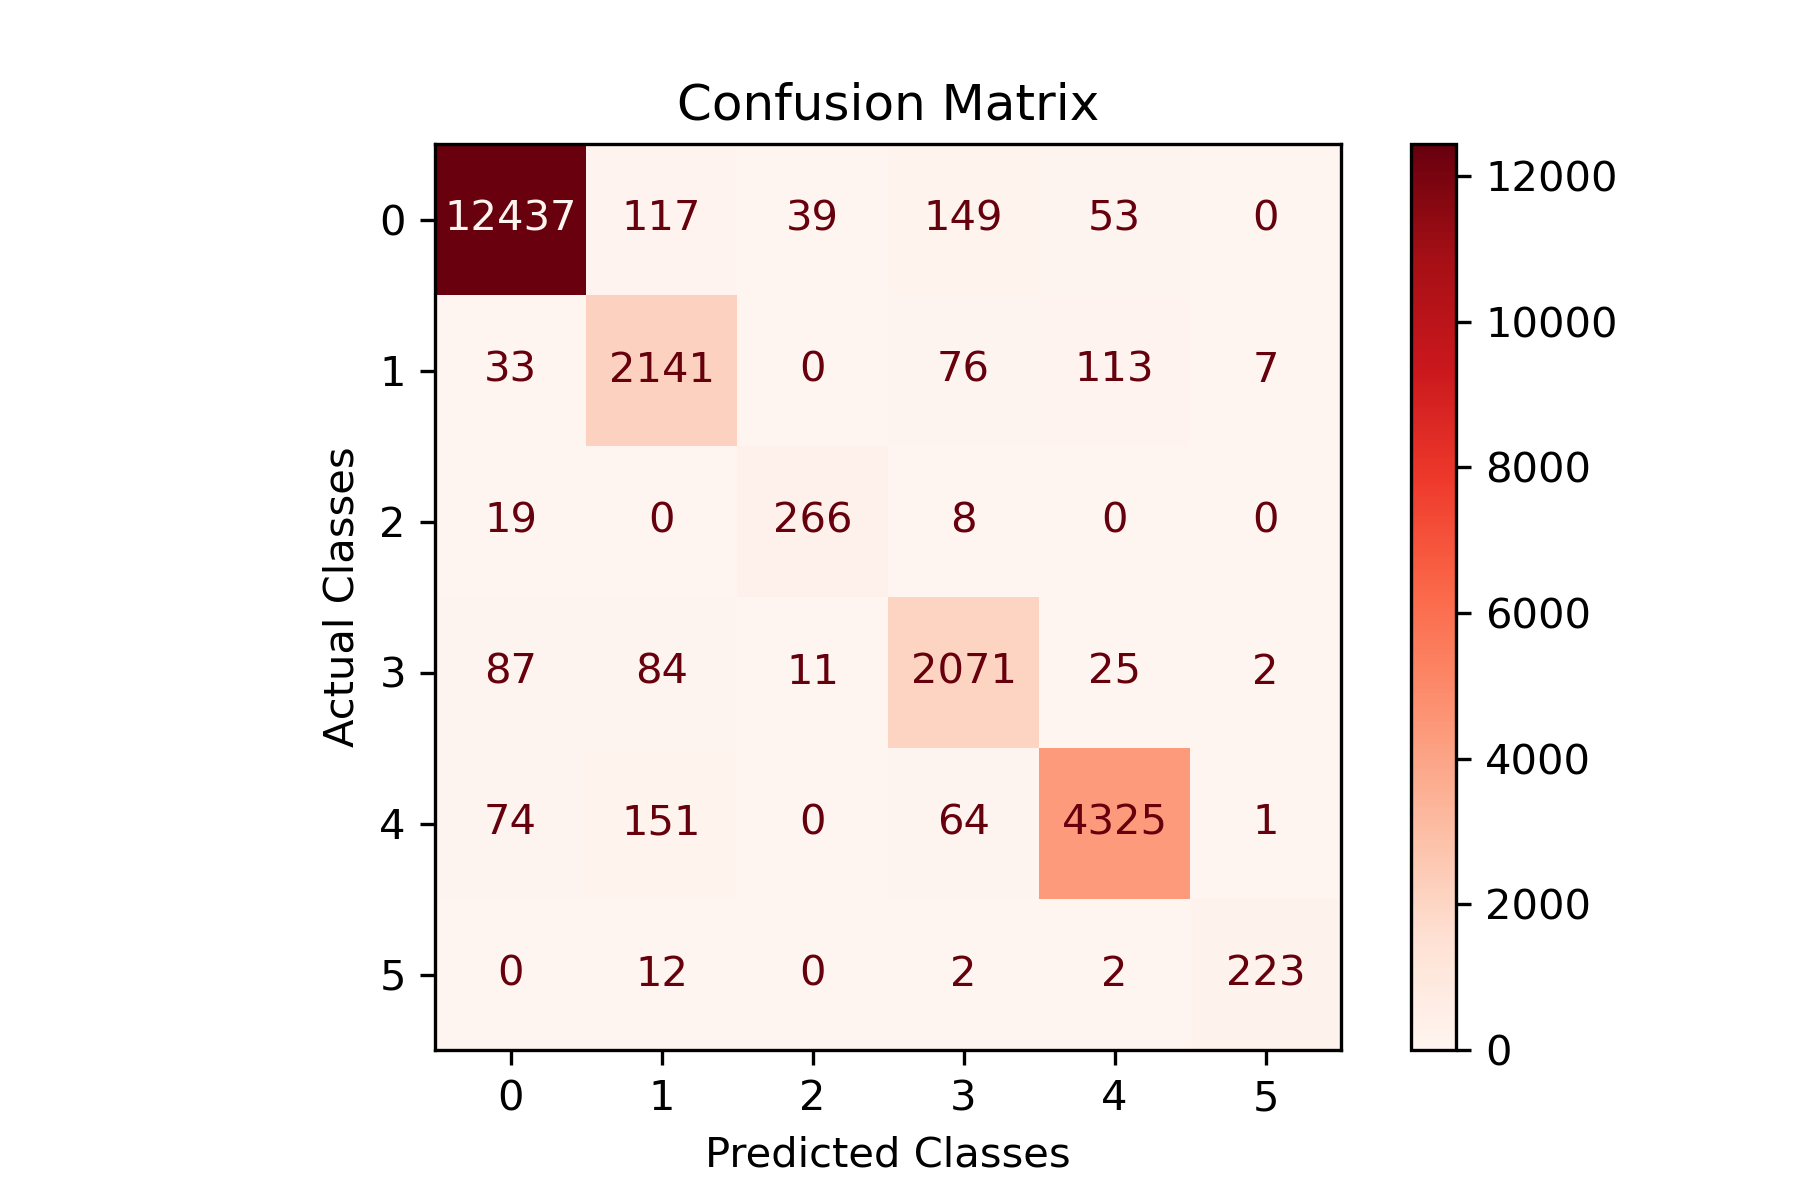 Confusion Matrix
0 12437 117 39 149 53 0
1 33 2141 0 76 113 7
2 19 0 266 8 0 0
3 87 84 11 2071 25 2
4 74 151 0 64 4325 1
5 0 12 0 2 2 223
0 1 2 3 4 5
Predicted Classes
Actual Classes
12000
10000
8000
6000
4000
2000
0